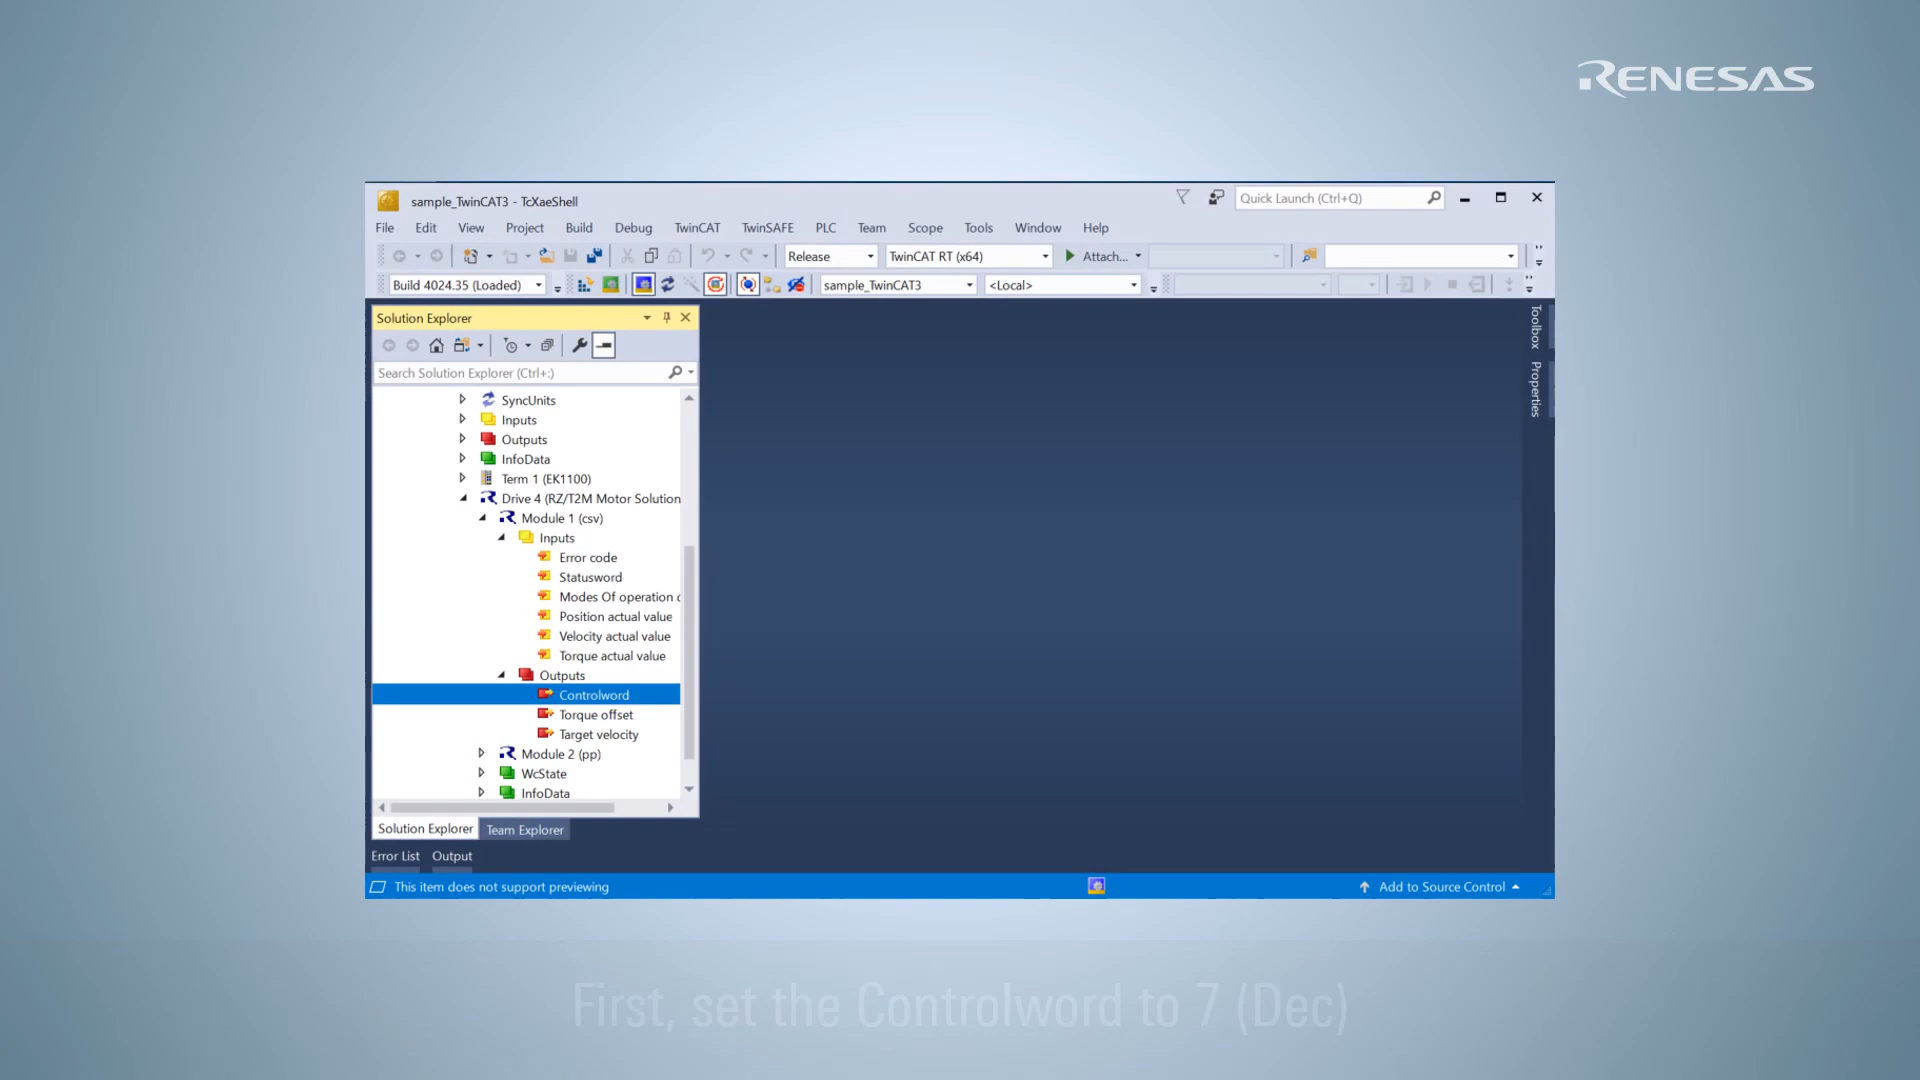 RENESAS
sample_TwinCAT3 - TcXaeShell
Quick Launch (Ctrl+Q)
File Edit View Project Build Debug TwinCAT TwinSAFE PLC Team Scope Tools Window Help
Release TwinCAT RT (x64) Attach...
Build 4024.35 (Loaded) sample_TwinCAT3 <Local>
Solution Explorer
Search Solution Explorer (Ctrl+:)
SyncUnits
Inputs
Outputs
InfoData
Term 1 (EK1100)
Drive 4 (RZ/T2M Motor Solution
Module 1 (csv)
Inputs
Error code
Statusword
Modes Of operation
Position actual value
Velocity actual value
Torque actual value
Outputs
Controlword
Torque offset
Target velocity
Module 2 (pp)
WcState
InfoData
Solution Explorer Team Explorer
Error List Output
This item does not support previewing
Add to Source Control
Toolbox
Properties
First, set the Controlword to 7 (Dec)